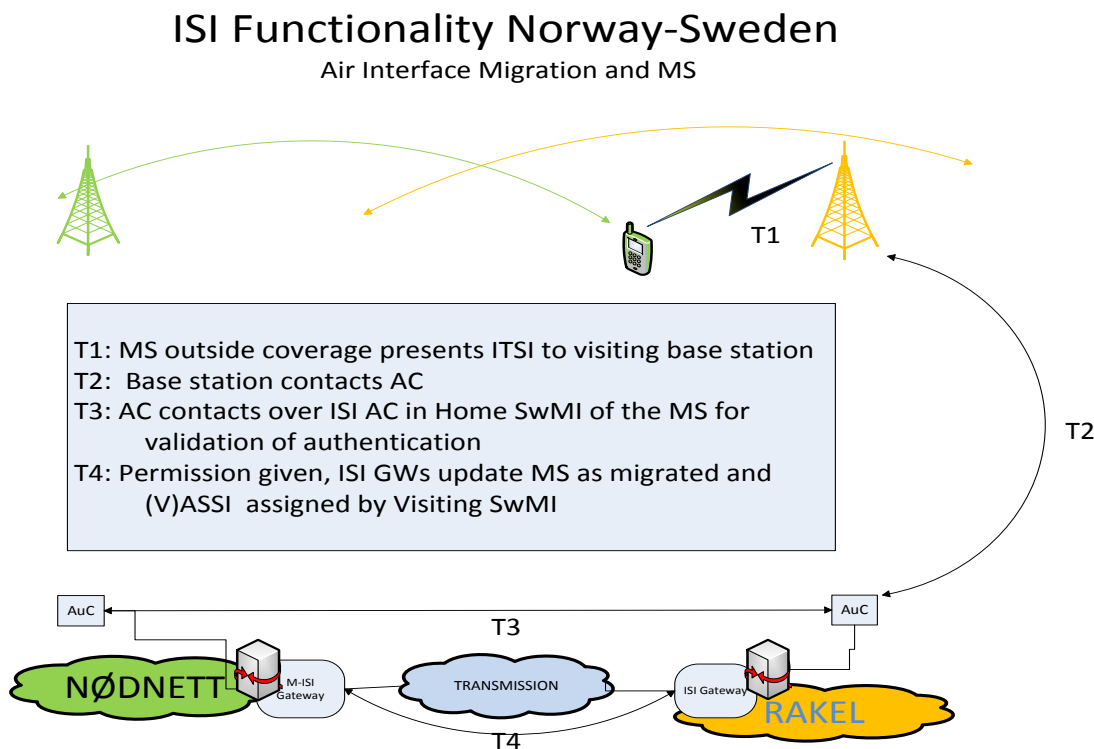 ISI Functionality Norway-Sweden
Air Interface Migration and MS
T1
T1: MS outside coverage presents ITSI to visiting base station
T2:  Base station contacts AC
T3: AC contacts over ISI AC in Home SwMI of the MS for
validation of authentication
T4: Permission given, ISI GWs update MS as migrated and
(V)ASSI  assigned by Visiting SwMI
T2
AuC
AuC
T3
NØDNETT
M-ISI
Gateway
TRANSMISSION
ISI Gateway
RAKEL
T4